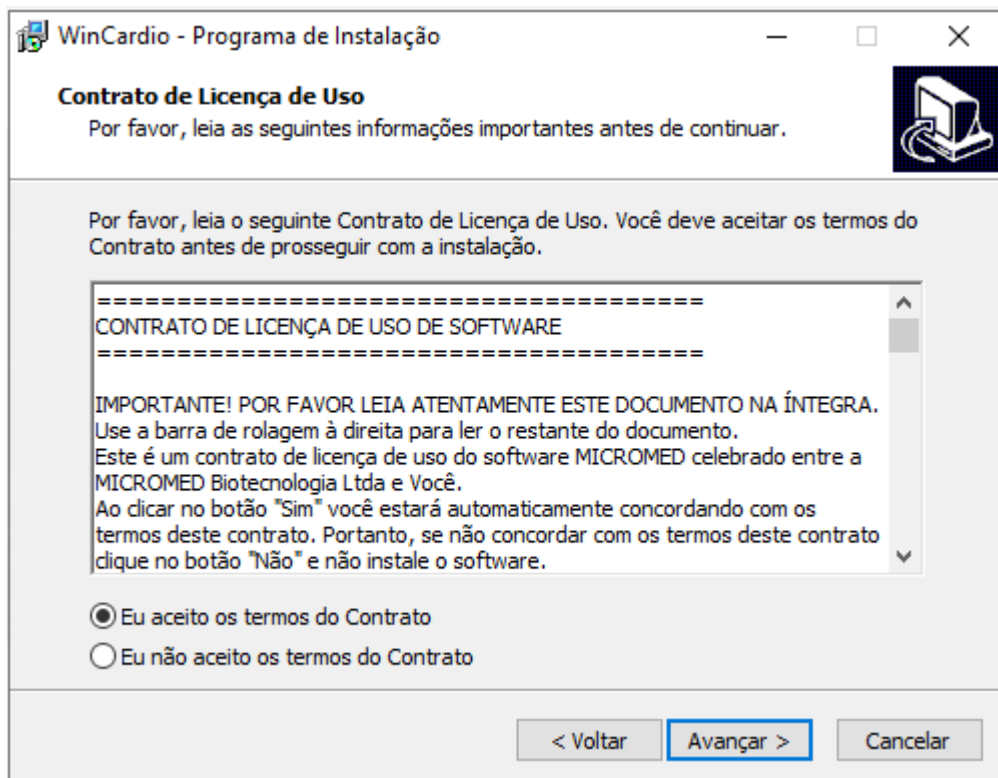 WinCardio - Programa de Instalação
Contrato de Licença de Uso
Por favor, leia as seguintes informações importantes antes de continuar.
Por favor, leia o seguinte Contrato de Licença de Uso. Você deve aceitar os termos do
Contrato antes de prosseguir com a instalação.
======================================
CONTRATO DE LICENÇA DE USO DE SOFTWARE
======================================
IMPORTANTE! POR FAVOR LEIA ATENTAMENTE ESTE DOCUMENTO NA ÍNTEGRA.
Use a barra de rolagem à direita para ler o restante do documento.
Este é um contrato de licença de uso do software MICROMED celebrado entre a
MICROMED Biotecnologia Ltda e Você.
Ao clicar no botão "Sim" você estará automaticamente concordando com os
termos deste contrato. Portanto, se não concordar com os termos deste contrato
clique no botão "Não" e não instale o software.
Eu aceito os termos do Contrato
Eu não aceito os termos do Contrato
< Voltar Avançar > Cancelar